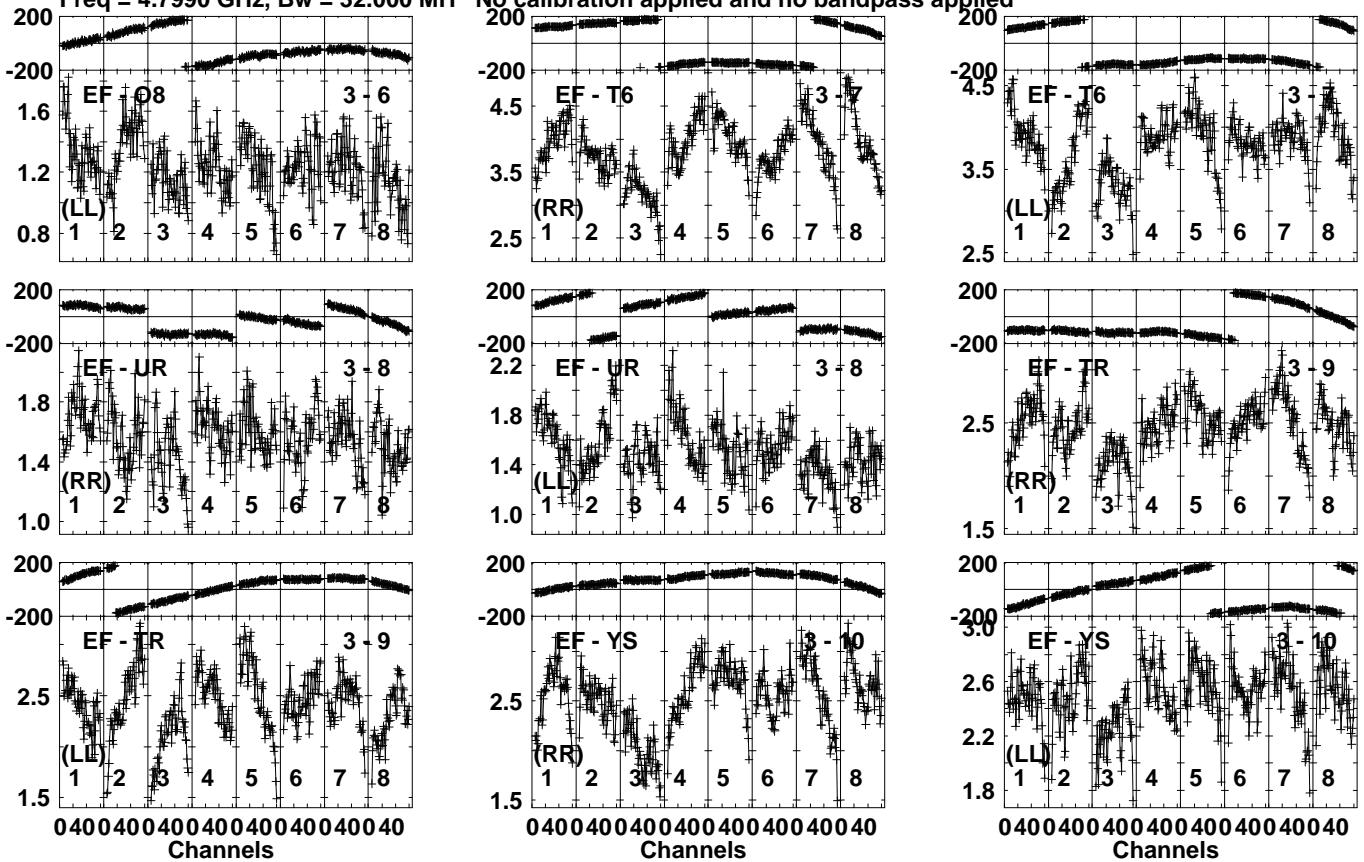 Freq = 4.7990 GHz, Bw = 32.000 MH No calibration applied and no bandpass applied
200 200 200
-200 -200 -200
EF - O8 3 - 6 EF - T6 3 - 7 EF - T6 3 - 7
1.6 4.5 4.5
1.2 3.5 3.5
(LL) (RR) (LL)
0.8 1 2 3 4 5 6 7 8 2.5 1 2 3 4 5 6 7 8 2.5 1 2 3 4 5 6 7 8
200 200 200
-200 -200 -200
EF - UR 3 - 8 EF - UR 3 - 8 EF - TR 3 - 9
1.8 2.2 2.5
1.4 1.8
1.0 1.4 1.5
1.0
(RR) (LL) (RR)
1 2 3 4 5 6 7 8 1 2 3 4 5 6 7 8 1 2 3 4 5 6 7 8
200 200 200
-200 -200 -200
EF - TR 3 - 9 EF - YS 3 - 10 EF - YS 3 - 10
2.5 2.5 3.0
1.5 1.5 2.6
2.2
1.8
(LL) (RR) (LL)
1 2 3 4 5 6 7 8 1 2 3 4 5 6 7 8 1 2 3 4 5 6 7 8
0 40 0 40 0 40 0 40 0 40 0 40 0 40 0 40 0 40 0 40 0 40 0 40 0 40 0 40 0 40 0 40 0 40 0 40 0 40 0 40 0 40 0 40 0 40 0 40
Channels Channels Channels